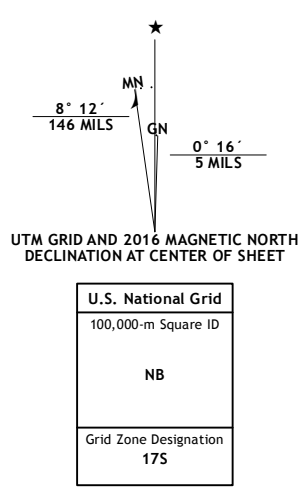 MN
8° 12´
146 MILS
GN
0° 16´
5 MILS
UTM GRID AND 2016 MAGNETIC NORTH
DECLINATION AT CENTER OF SHEET
U.S. National Grid
100,000-m Square ID
NB
Grid Zone Designation
17S